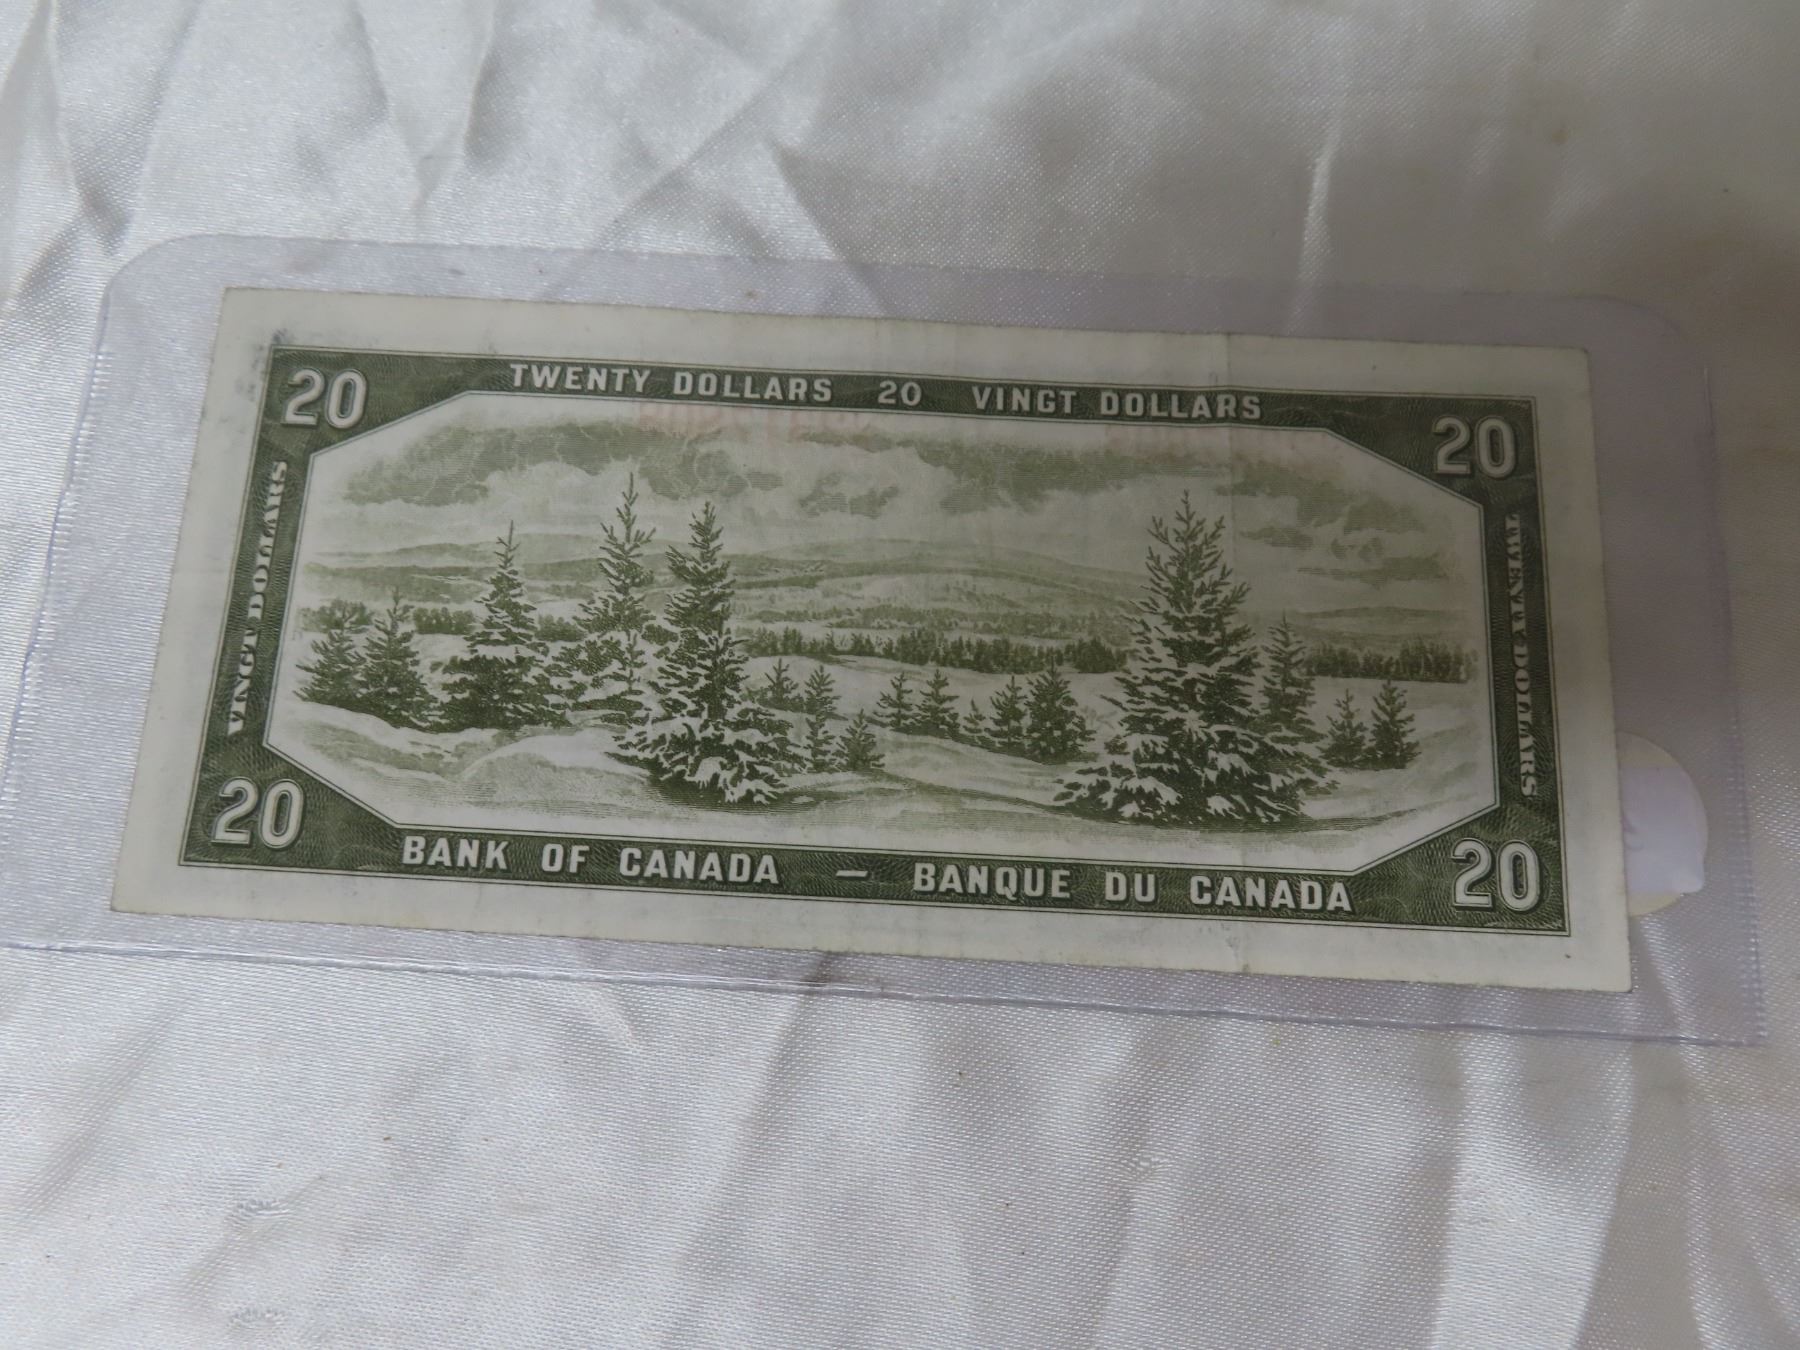 TWENTY DOLLARS 20 VINGT DOLLARS
20
20
VINGT DOLLARS
TWENTY DOLLARS
20
20
BANK OF CANADA — BANQUE DU CANADA